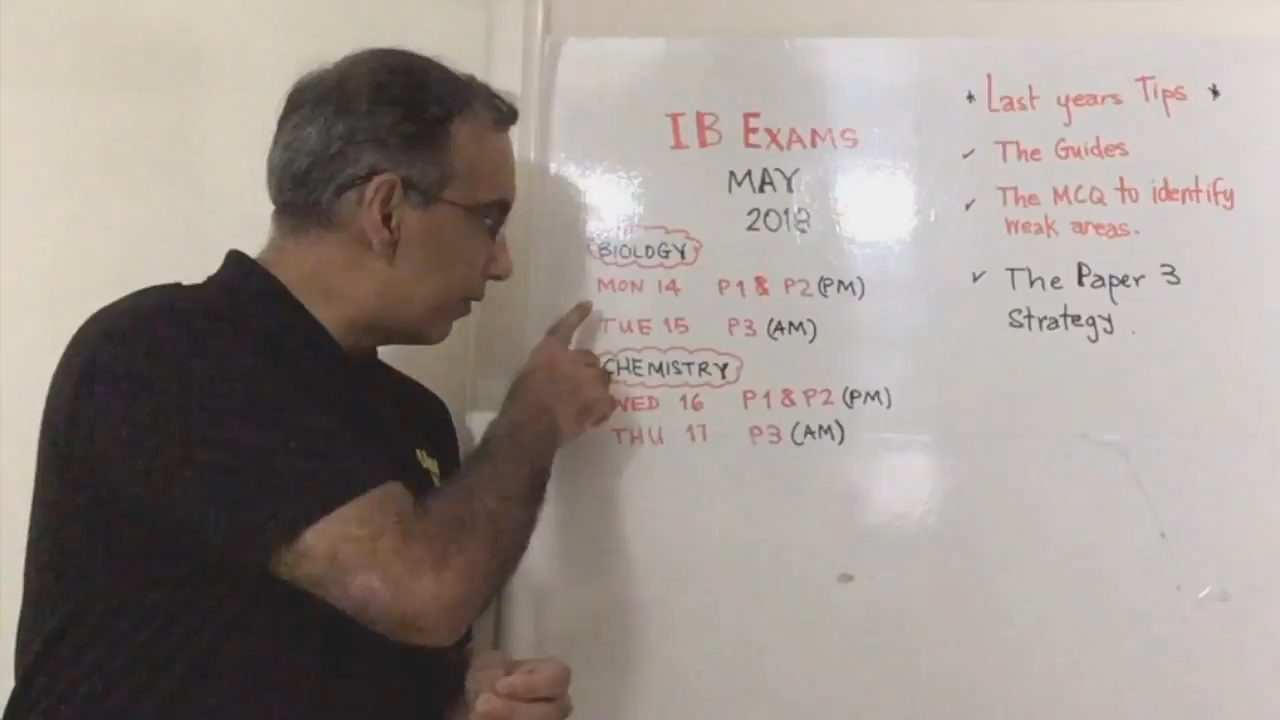 IB EXAMS
MAY
2018
BIOLOGY
MON 14 P1 & P2 (PM)
TUE 15 P3 (AM)
CHEMISTRY
WED 16 P1 & P2 (PM)
THU 17 P3 (AM)
* Last years Tips *
✓ The Guides
✓ The MCQ to identify
weak areas.
✓ The Paper 3
Strategy.